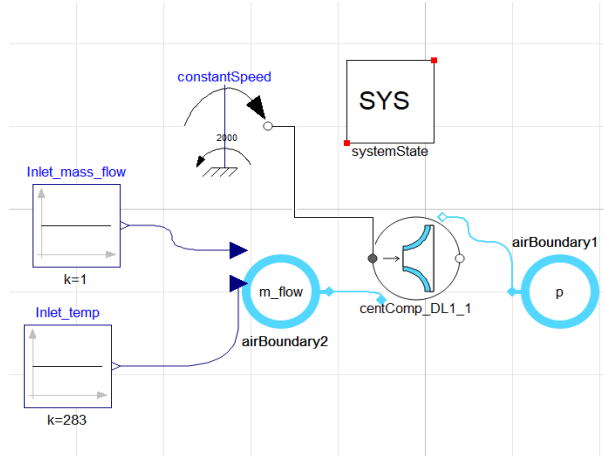 constantSpeed
2000
SYS
systemState
Inlet_mass_flow
k=1
m_flow
airBoundary2
centComp_DL1_1
airBoundary1
p
Inlet_temp
k=283